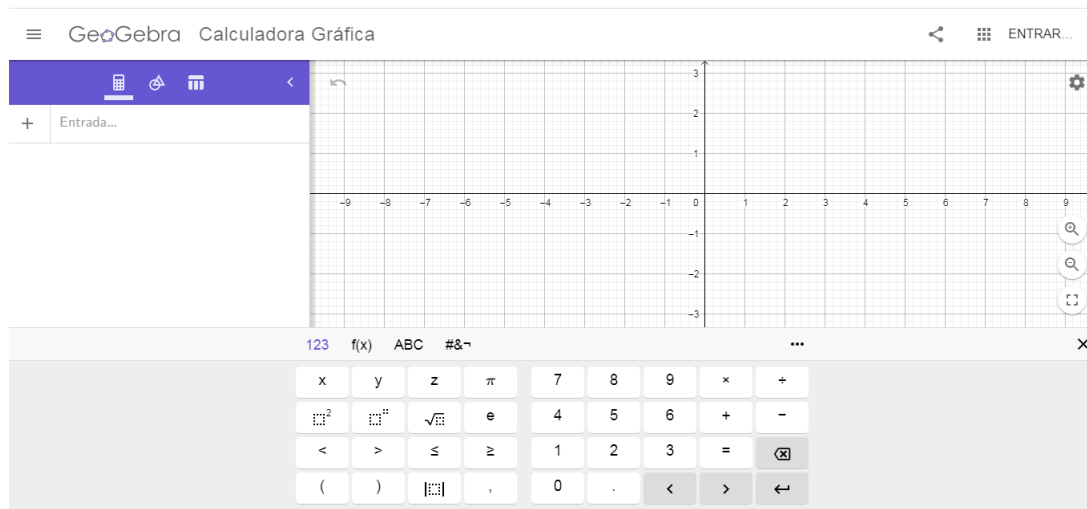 GeoGebra Calculadora Gráfica
ENTRAR...
Entrada...
3
2
1
–9 –8 –7 –6 –5 –4 –3 –2 –1 0 1 2 3 4 5 6 7 8 9
–1
–2
–3
123 f(x) ABC #&¬ •••
x y z π 7 8 9 × ÷
2 √ e 4 5 6 + −
< > ≤ ≥ 1 2 3 =
( ) | | , 0 . < >